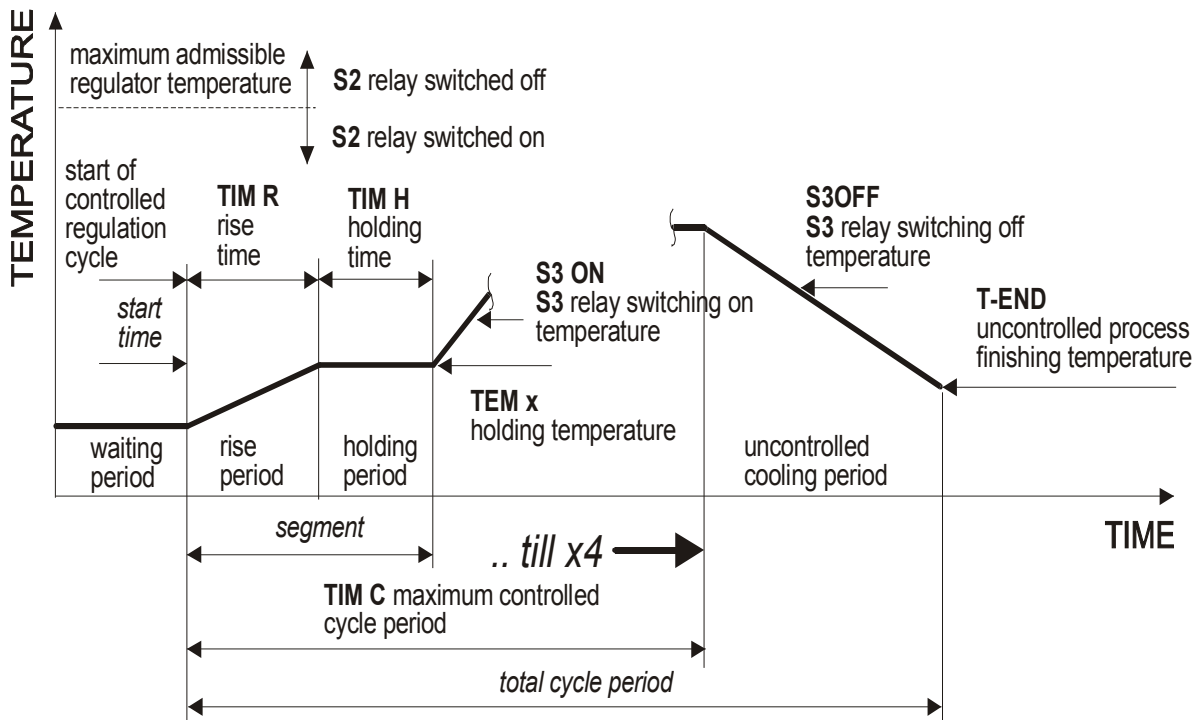 TEMPERATURE
maximum admissible
regulator temperature
S2 relay switched off
S2 relay switched on
start of
controlled
regulation
cycle
TIM R
rise
time
TIM H
holding
time
start
time
S3 ON
S3 relay switching on
temperature
S3OFF
S3 relay switching off
temperature
T-END
uncontrolled process
finishing temperature
TEM x
holding temperature
waiting
period
rise
period
holding
period
uncontrolled
cooling period
TIME
segment
.. till x4
TIM C maximum controlled
cycle period
total cycle period